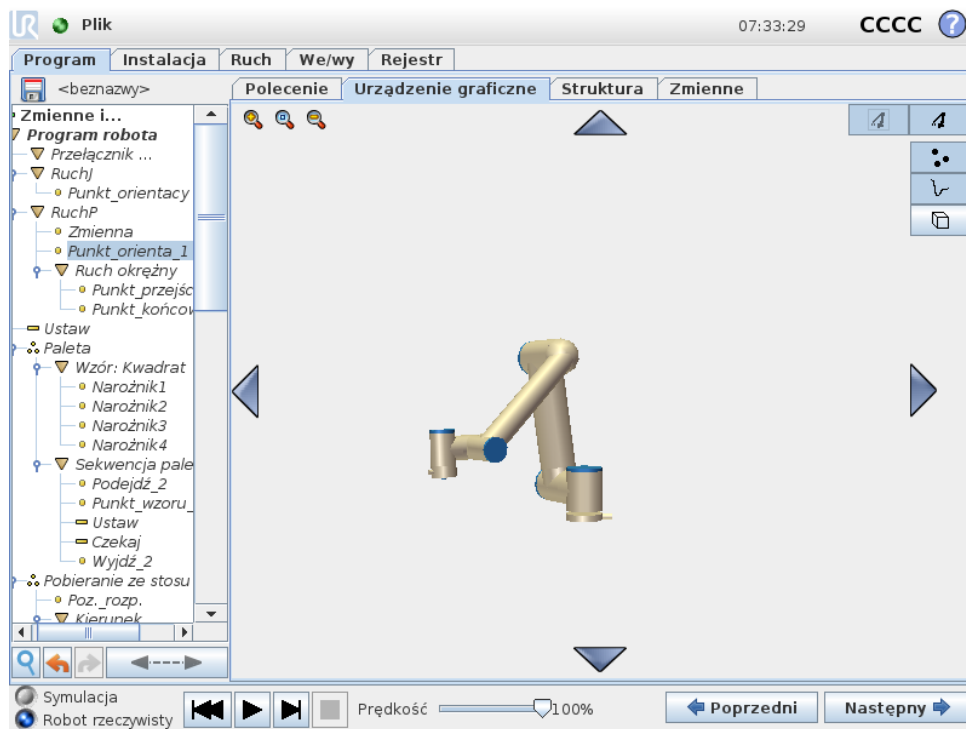 UR Plik 07:33:29 CCCC ?
Program Instalacja Ruch We/wy Rejestr
<beznazwy> Polecenie Urządzenie graficzne Struktura Zmienne
Zmienne i...
Program robota
Przełącznik ...
RuchJ
Punkt_orientacy
RuchP
Zmienna
Punkt_orienta_1
Ruch okrężny
Punkt_przejśc
Punkt_końcow
Ustaw
Paleta
Wzór: Kwadrat
Narożnik1
Narożnik2
Narożnik3
Narożnik4
Sekwencja pale
Podejdź_2
Punkt_wzoru_
Ustaw
Czekaj
Wyjdź_2
Pobieranie ze stosu
Poz._rozp.
Kierunek
Symulacja
Robot rzeczywisty
Prędkość 100% Poprzedni Następny